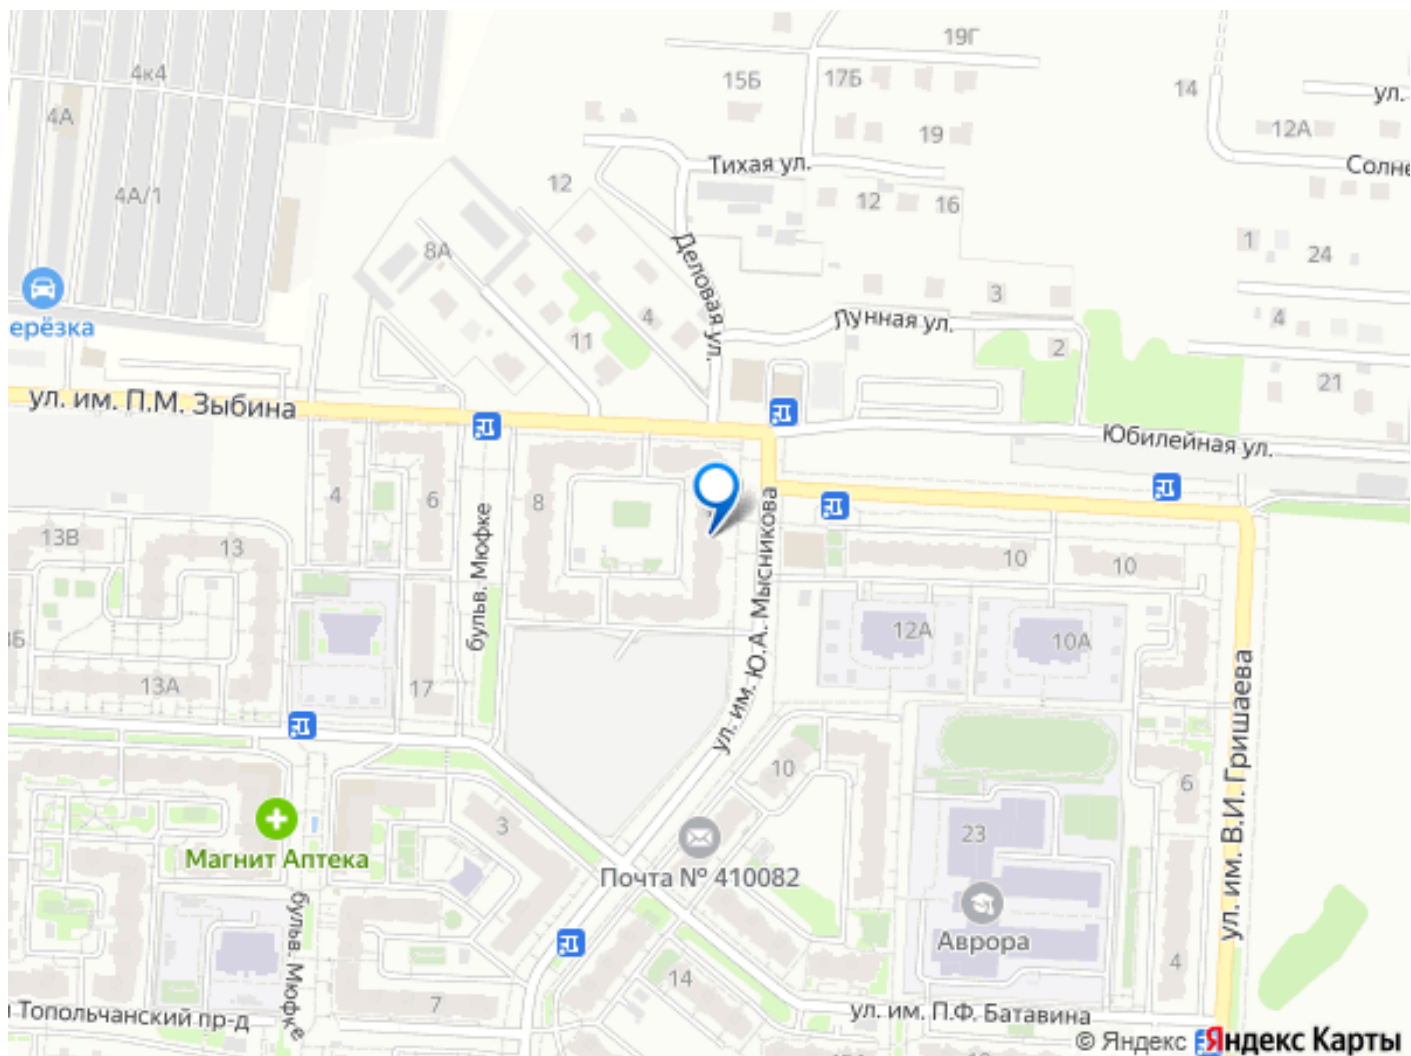 19Г
4к4
15Б
17Б
14
ул.
4А
19
12А
Тихая ул.
Солне
12
4А/1
12
16
8А
Деловая ул.
1
24
3
ерёзка
11
4
Лунная ул.
4
2
21
ул. им. П.М. Зыбина
Юбилейная ул.
4
6
8
бульв. Мюфке
ул. им. Ю.А. Мысникова
13В
13
10
10
12А
10А
13А
17
ул. им. В.И. Гришаева
10
6
3
23
Магнит Аптека
Почта № 410082
бульв. Мюфке
Аврора
14
4
7
Топольчанский пр-д
ул. им. П.Ф. Батавина
© Яндекс
Яндекс Карты